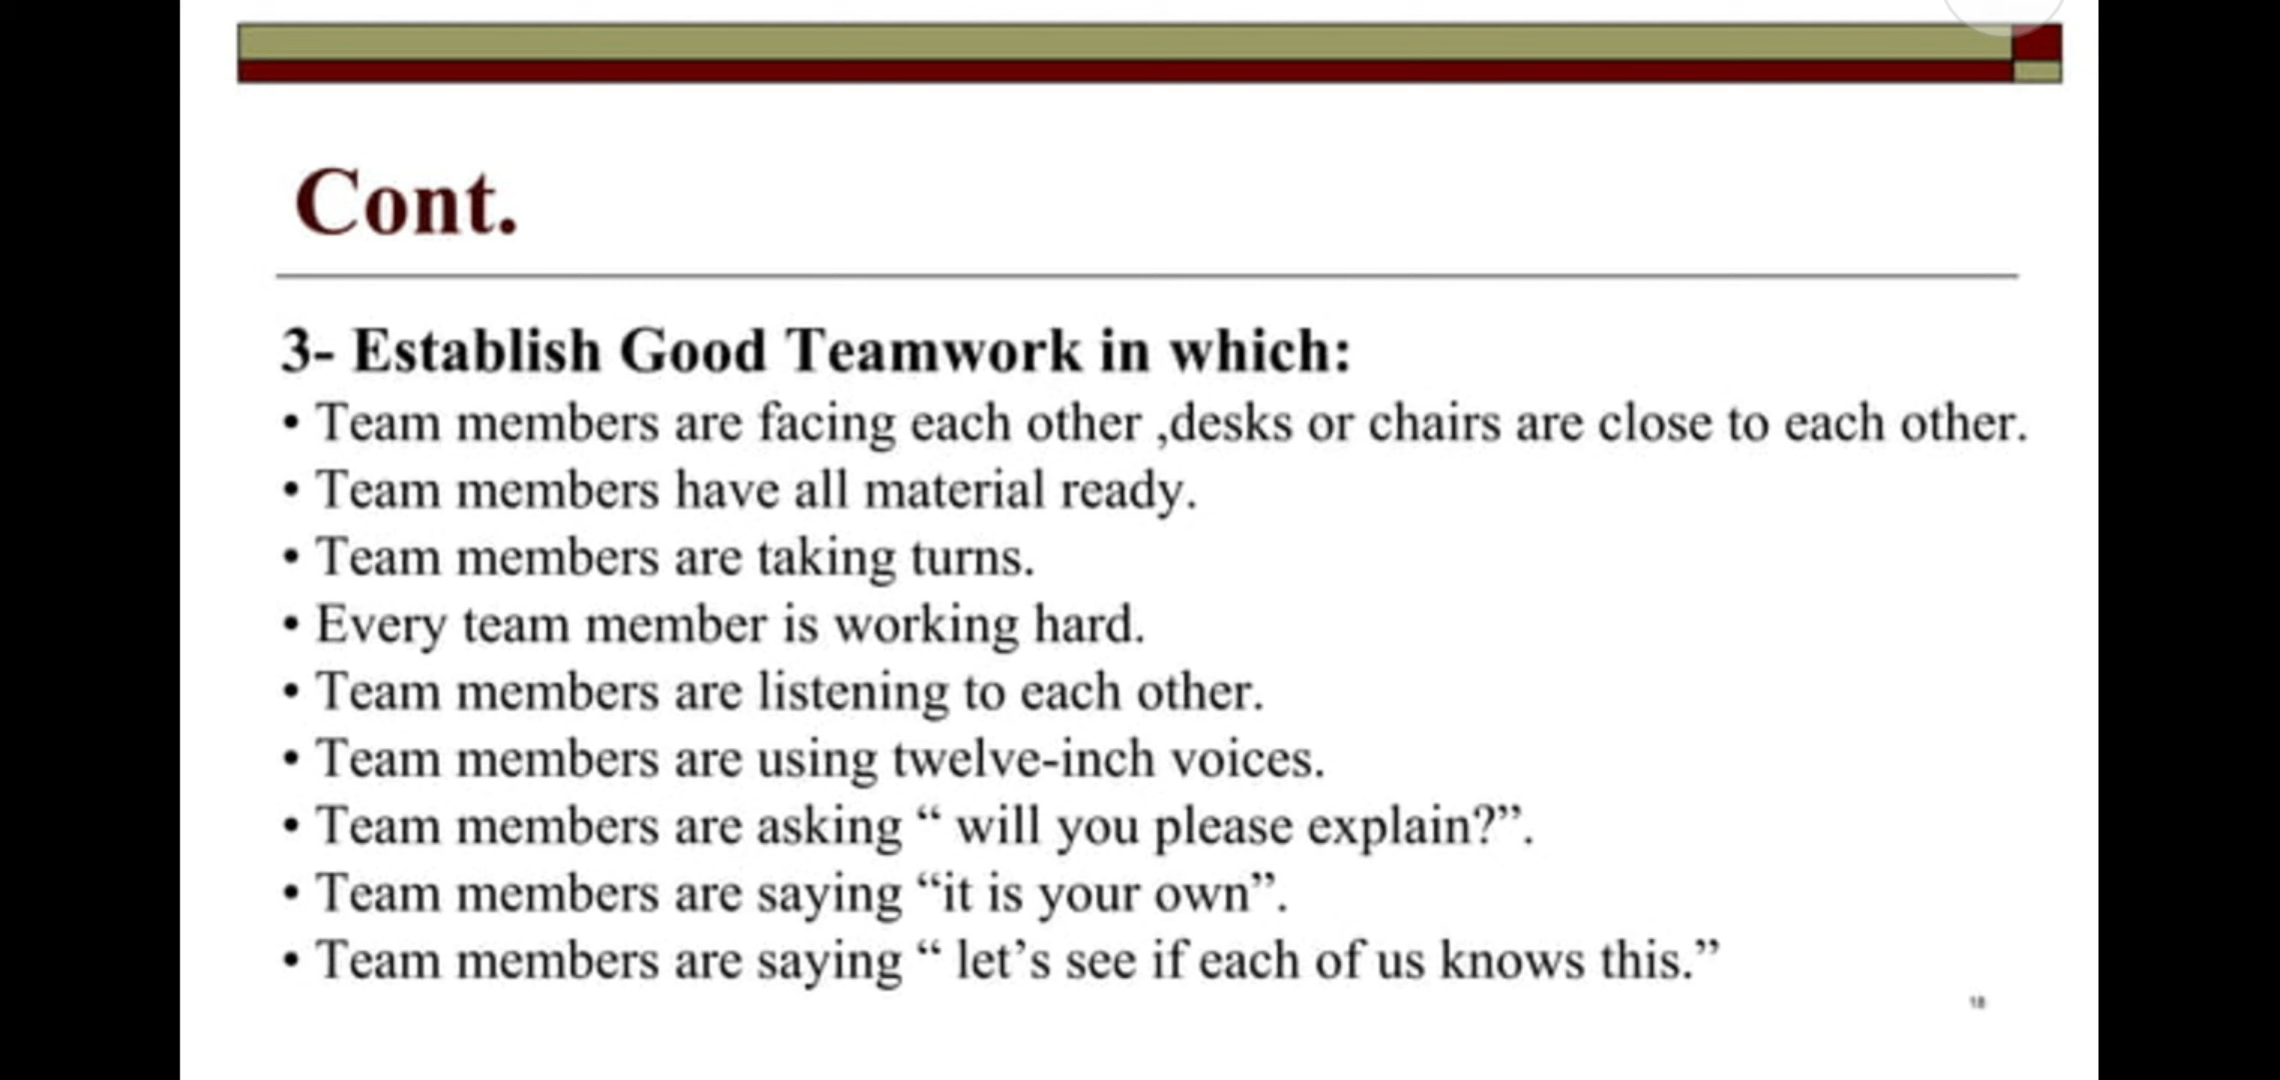 Cont.
3- Establish Good Teamwork in which:
• Team members are facing each other ,desks or chairs are close to each other.
• Team members have all material ready.
• Team members are taking turns.
• Every team member is working hard.
• Team members are listening to each other.
• Team members are using twelve-inch voices.
• Team members are asking “ will you please explain?”.
• Team members are saying “it is your own”.
• Team members are saying “ let’s see if each of us knows this.”
18